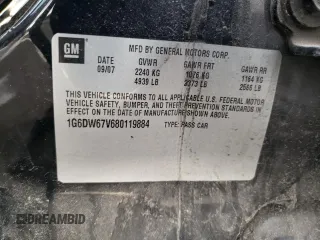 GM
MFD BY GENERAL MOTORS CORP.
DATE GVWR GAWR FRT GAWR RR
09/07 2240 KG 1076 KG 1164 KG
4939 LB 2373 LB 2566 LB
THIS VEHICLE CONFORMS TO ALL APPLICABLE U.S. FEDERAL MOTOR
VEHICLE SAFETY, BUMPER, AND THEFT PREVENTION STANDARDS IN
EFFECT ON THE DATE OF MANUFACTURE SHOWN ABOVE.
1G6DW67V680119884 TYPE: PASS CAR
DRIVEAMBID